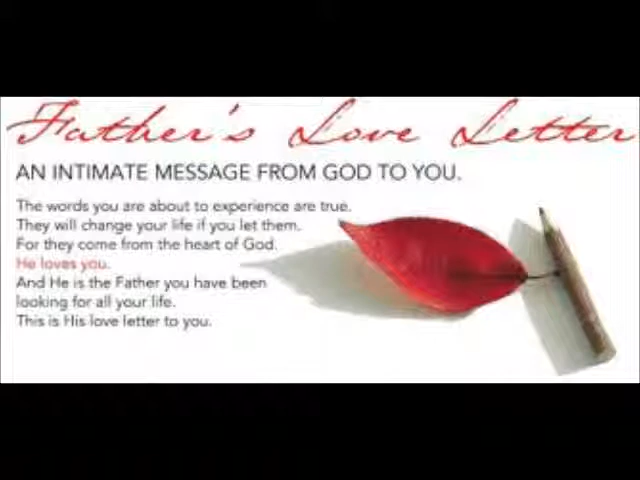 Father's Love Letter
AN INTIMATE MESSAGE FROM GOD TO YOU.
The words you are about to experience are true.
They will change your life if you let them.
For they come from the heart of God.
He loves you.
And He is the Father you have been
looking for all your life.
This is His love letter to you.